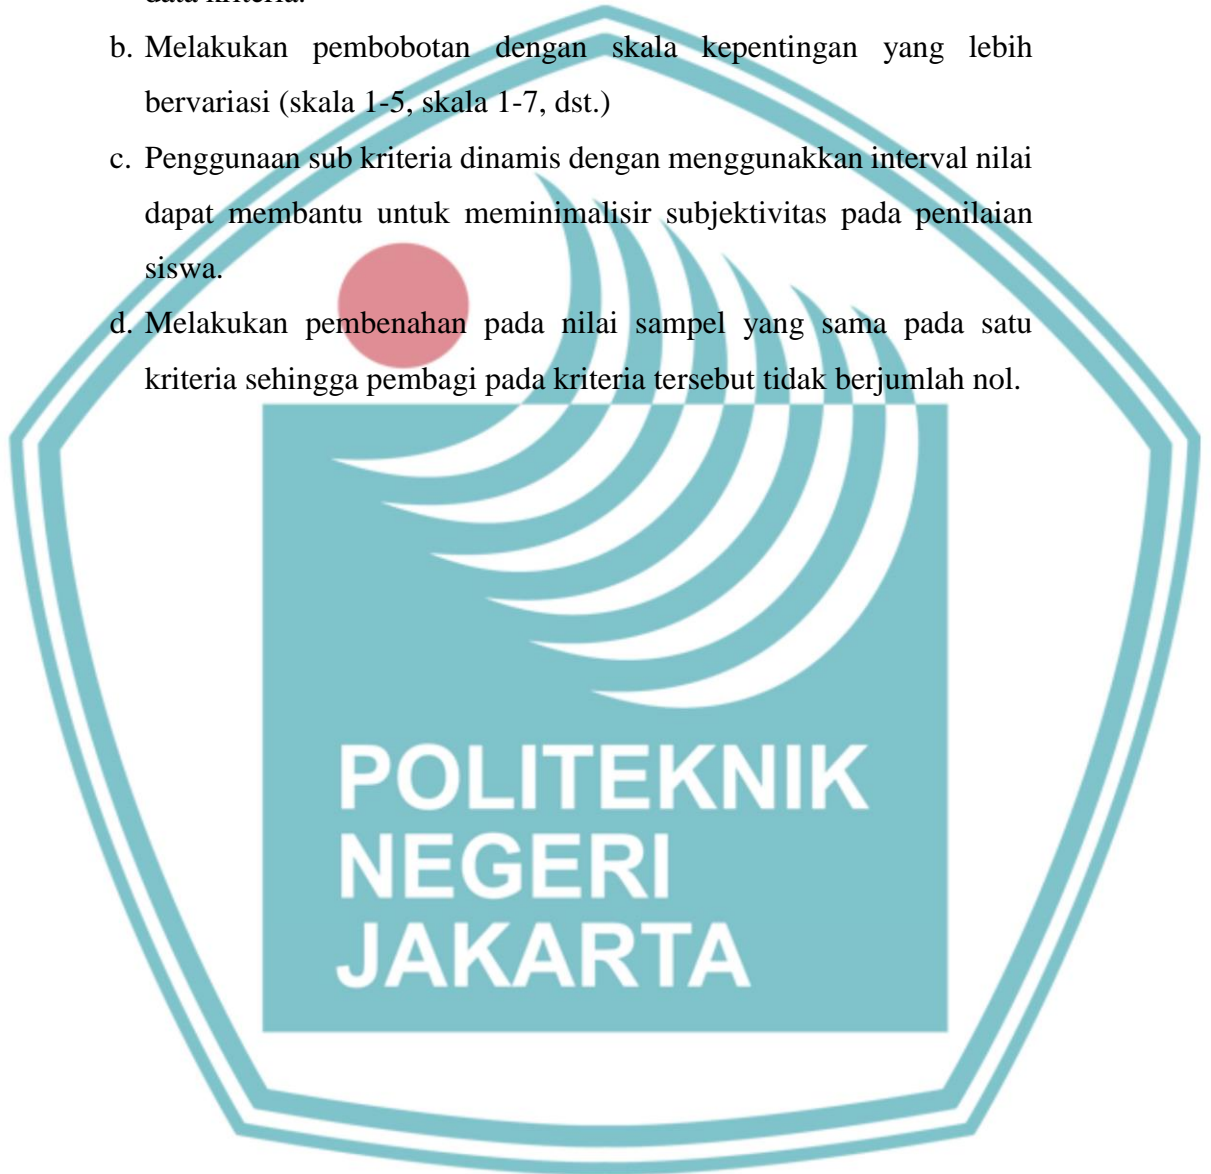 data kriteria.
b. Melakukan pembobotan dengan skala kepentingan yang lebih
bervariasi (skala 1-5, skala 1-7, dst.)
c. Penggunaan sub kriteria dinamis dengan menggunakkan interval nilai
dapat membantu untuk meminimalisir subjektivitas pada penilaian
siswa.
d. Melakukan pembenahan pada nilai sampel yang sama pada satu
kriteria sehingga pembagi pada kriteria tersebut tidak berjumlah nol.
POLITEKNIK
NEGERI
JAKARTA